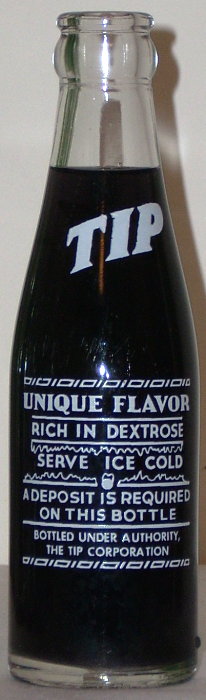 TIP
UNIQUE FLAVOR
RICH IN DEXTROSE
SERVE ICE COLD
A DEPOSIT IS REQUIRED
ON THIS BOTTLE
BOTTLED UNDER AUTHORITY,
THE TIP CORPORATION